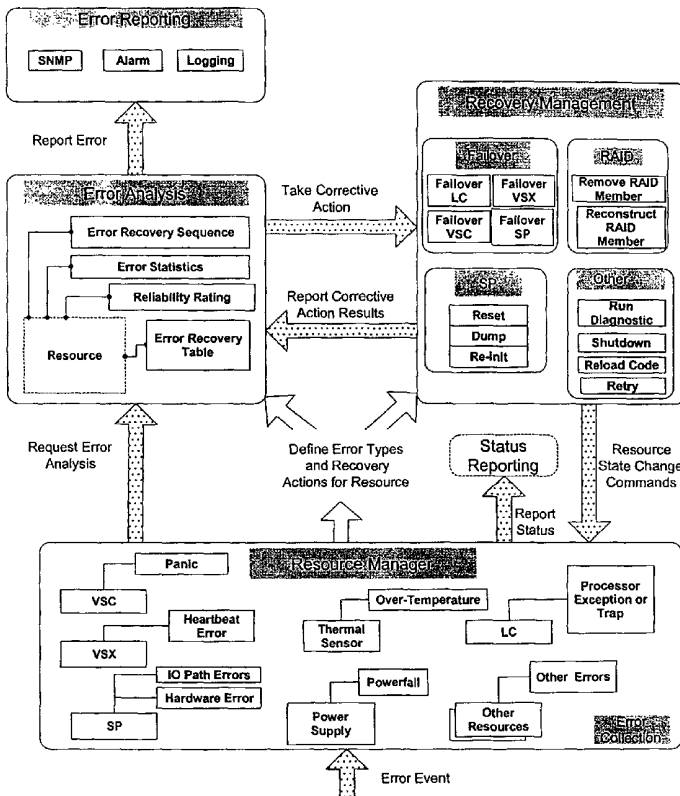 Error Reporting
SNMP
Alarm
Logging
Report Error
Recovery Management
Failover
Failover
LC
Failover
VSX
Failover
VSC
Failover
SP
RAID
Remove RAID
Member
Reconstruct
RAID
Member
SP
Reset
Dump
Re-Init
Other
Run
Diagnostic
Shutdown
Reload Code
Retry
Error Analysis
Error Recovery Sequence
Error Statistics
Reliability Rating
Resource
Error Recovery
Table
Take Corrective
Action
Report Corrective
Action Results
Request Error
Analysis
Define Error Types
and Recovery
Actions for Resource
Status
Reporting
Report
Status
Resource
State Change
Commands
Resource Manager
Panic
VSC
Heartbeat
Error
VSX
IO Path Errors
Hardware Error
SP
Over-Temperature
Thermal
Sensor
Powerfail
Power
Supply
Processor
Exception or
Trap
LC
Other Errors
Other
Resources
Error
Collection
Error Event